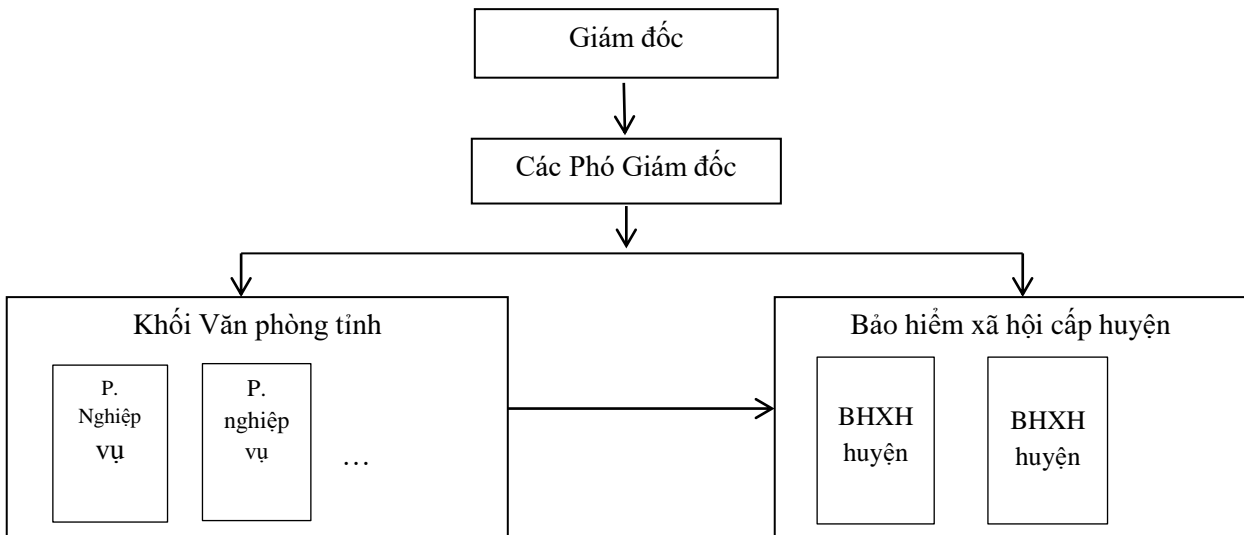 Giám đốc
Các Phó Giám đốc
Khối Văn phòng tỉnh
P.
Nghiệp
vụ
P.
nghiệp
vụ
…
Bảo hiểm xã hội cấp huyện
BHXH
huyện
BHXH
huyện